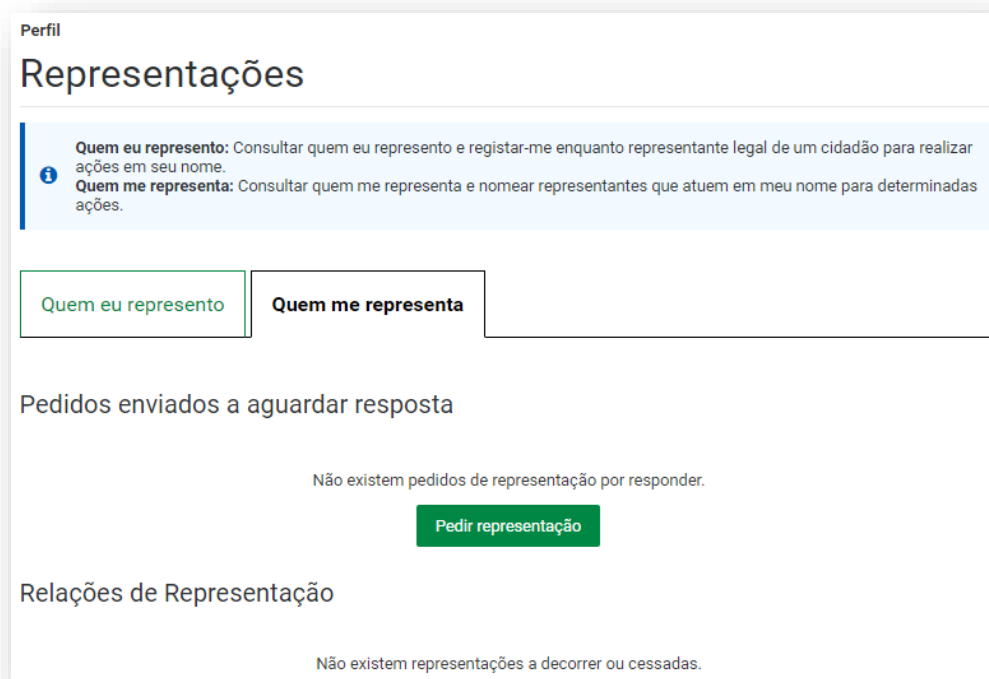 Perfil
Representações
Quem eu represento: Consultar quem eu represento e registar-me enquanto representante legal de um cidadão para realizar
ações em seu nome.
Quem me representa: Consultar quem me representa e nomear representantes que atuem em meu nome para determinadas
ações.
Quem eu represento
Quem me representa
Pedidos enviados a aguardar resposta
Não existem pedidos de representação por responder.
Pedir representação
Relações de Representação
Não existem representações a decorrer ou cessadas.